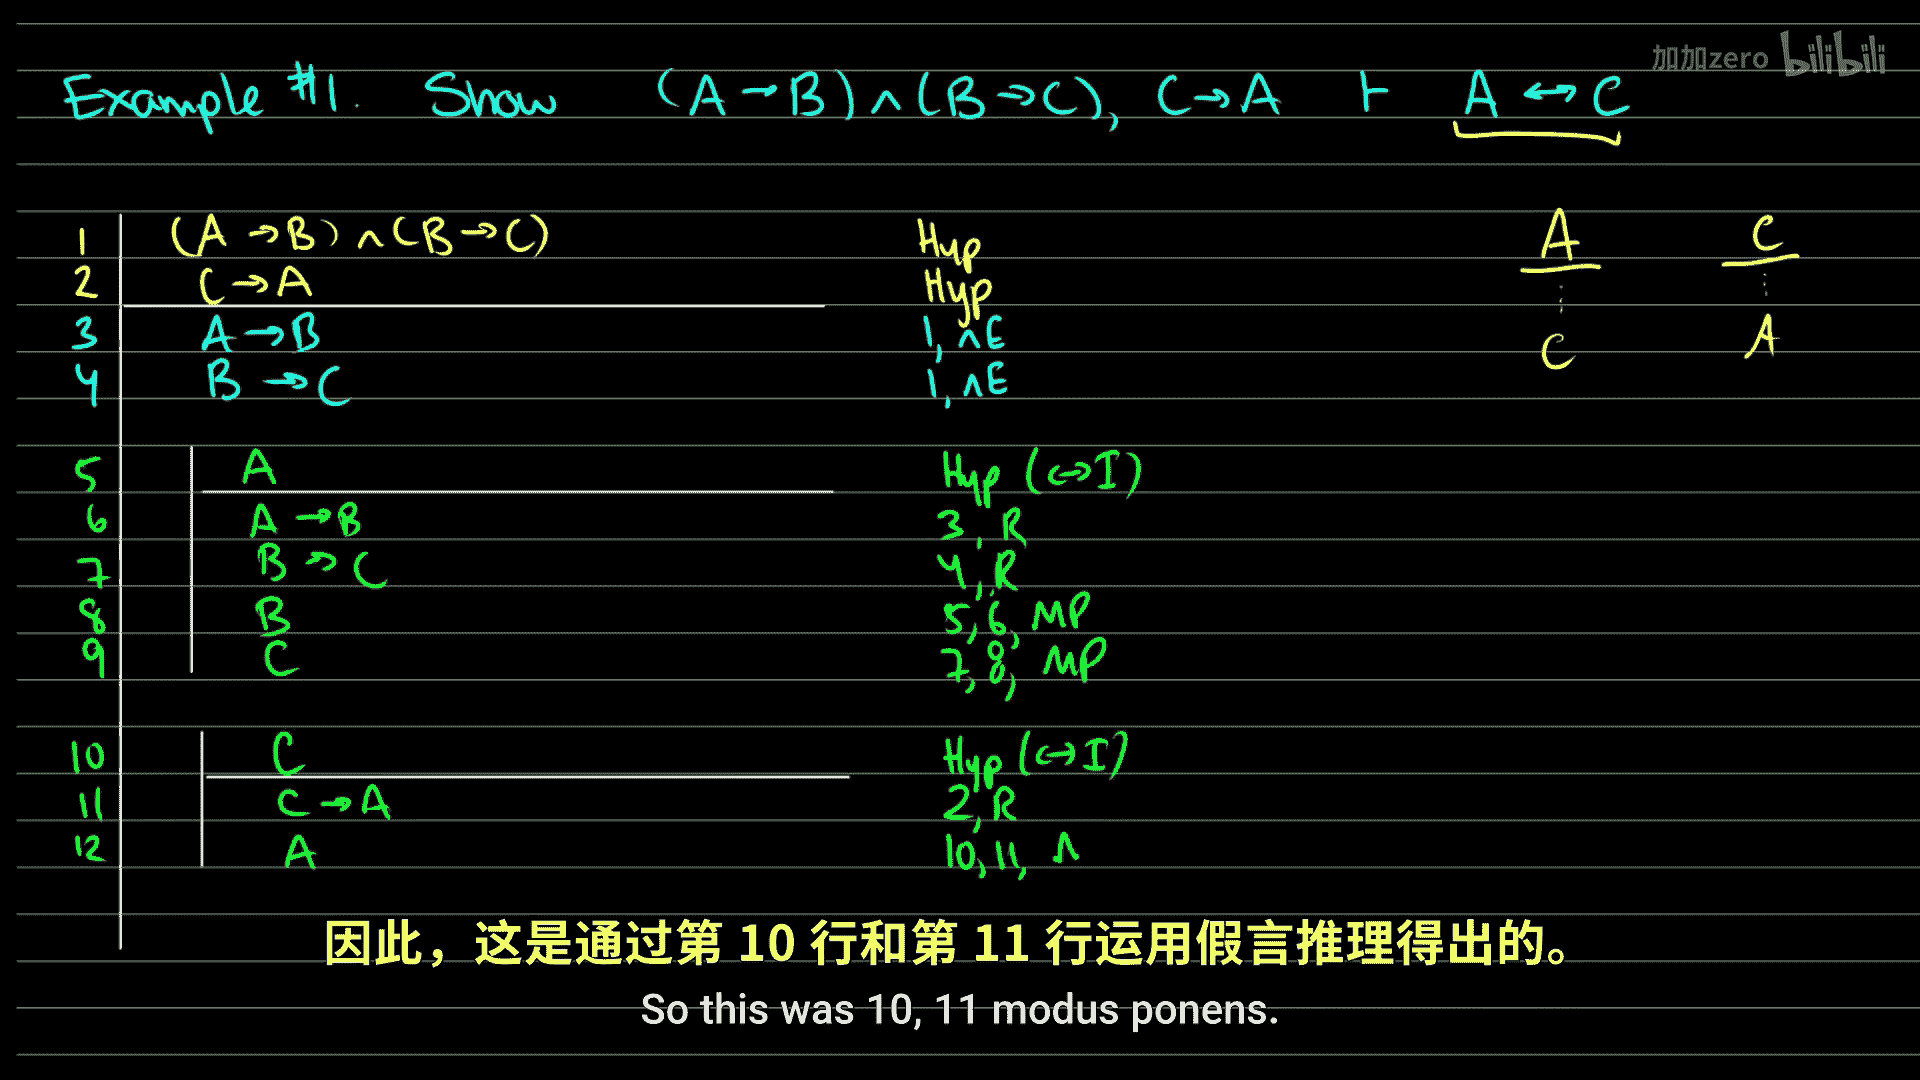 加加zero bilibili
Example #1. Show (A → B) ∧ (B → C), C → A ⊢ A ↔ C
1 (A → B) ∧ (B → C) Hyp
2 C → A Hyp
3 A → B 1, ∧E
4 B → C 1, ∧E
A C
⋮ ⋮
C A
5 A Hyp (↔I)
6 A → B 3, R
7 B → C 4, R
8 B 5, 6, MP
9 C 7, 8, MP
10 C Hyp (↔I)
11 C → A 2, R
12 A 10, 11,
因此，这是通过第 10 行和第 11 行运用假言推理得出的。
So this was 10, 11 modus ponens.